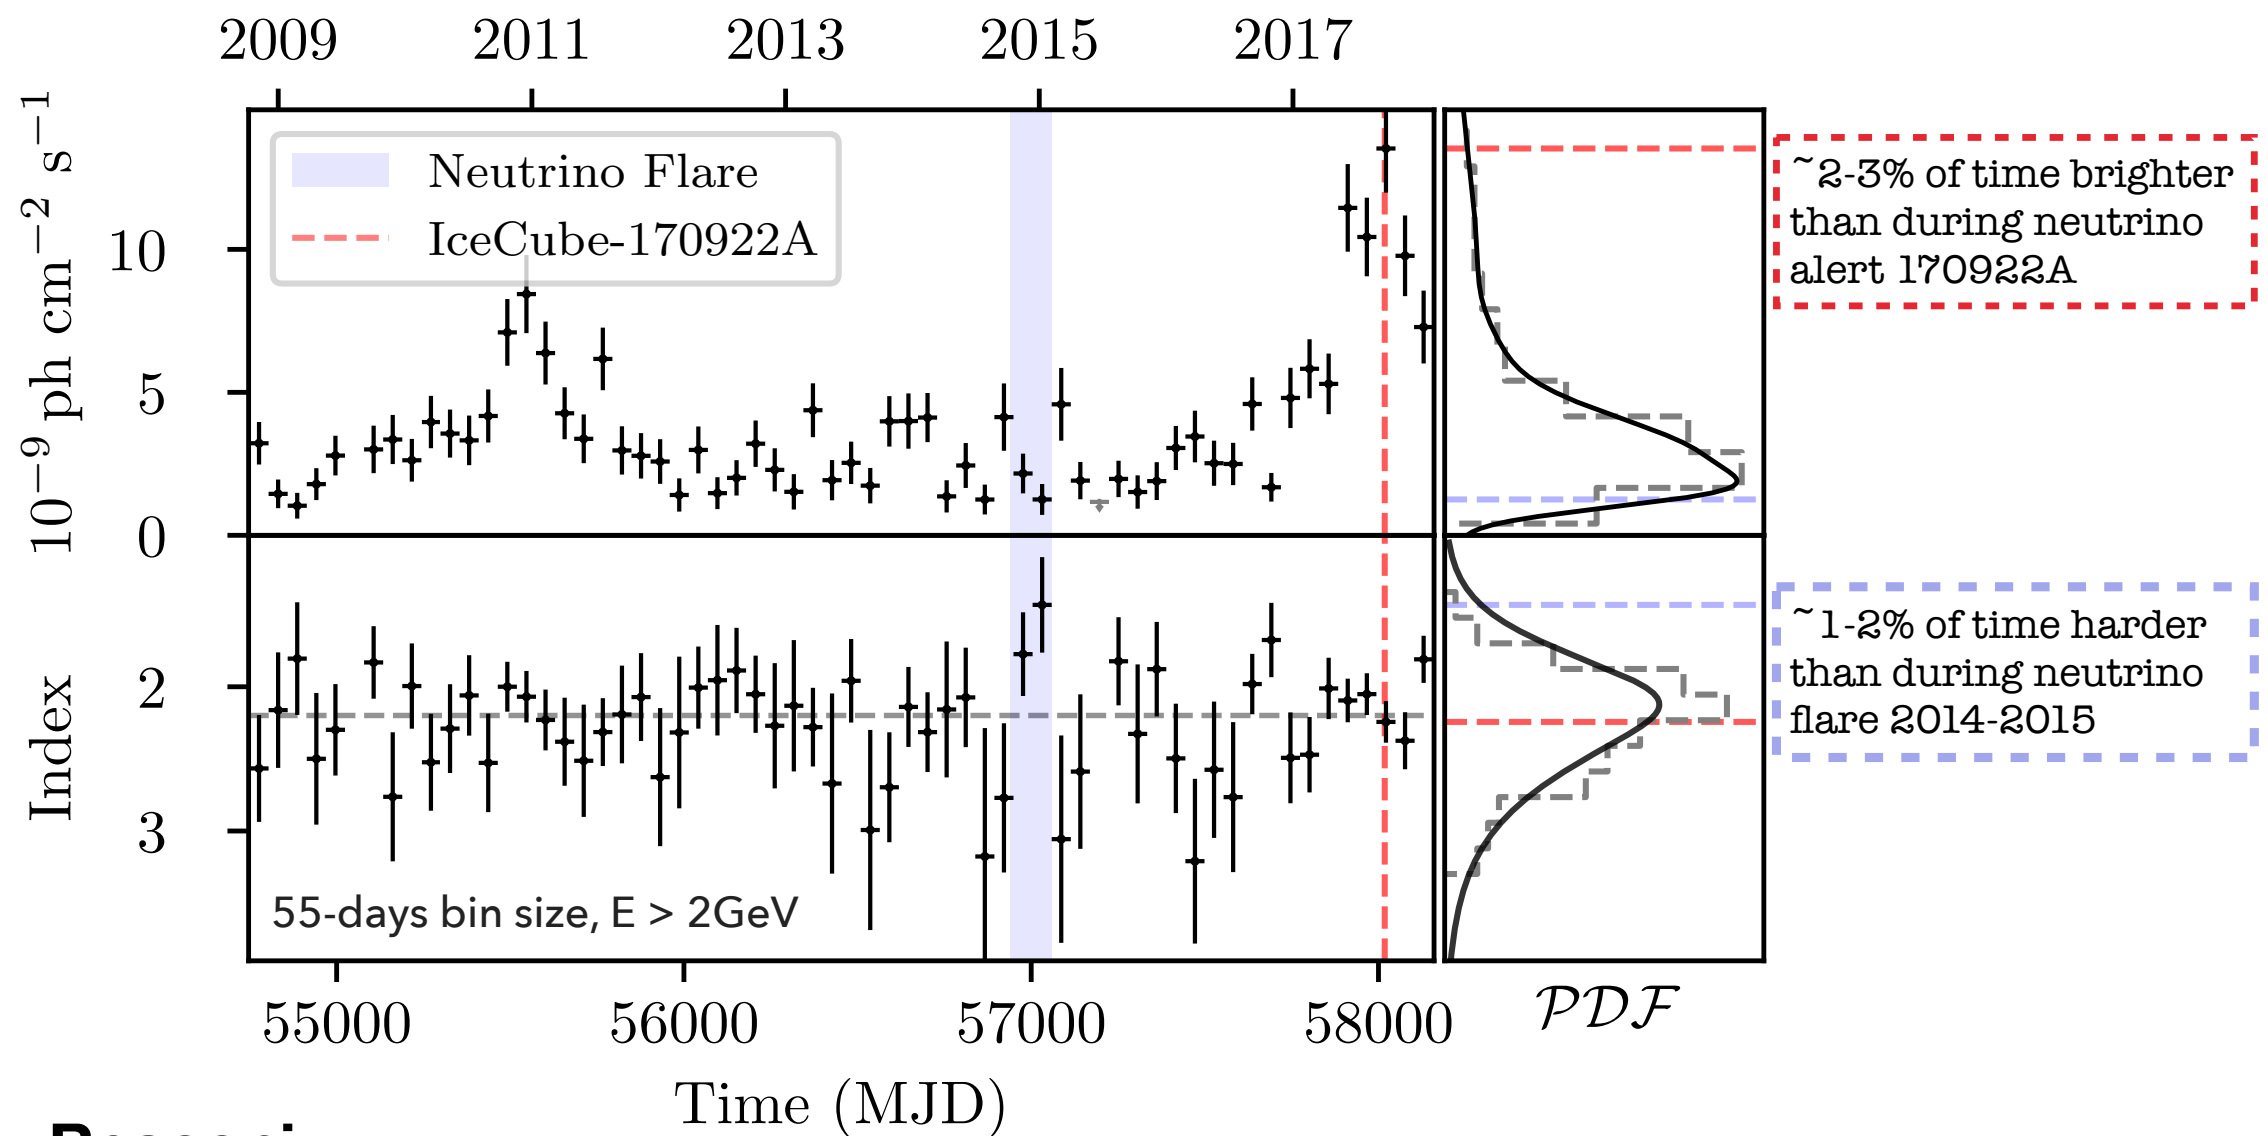 2009 2011 2013 2015 2017
10⁻⁹ ph cm⁻² s⁻¹
10
5
0
Neutrino Flare
IceCube-170922A
~2-3% of time brighter
than during neutrino
alert 170922A
Index
2
3
55-days bin size, E > 2GeV
~1-2% of time harder
than during neutrino
flare 2014-2015
55000 56000 57000 58000
PDF
Time (MJD)